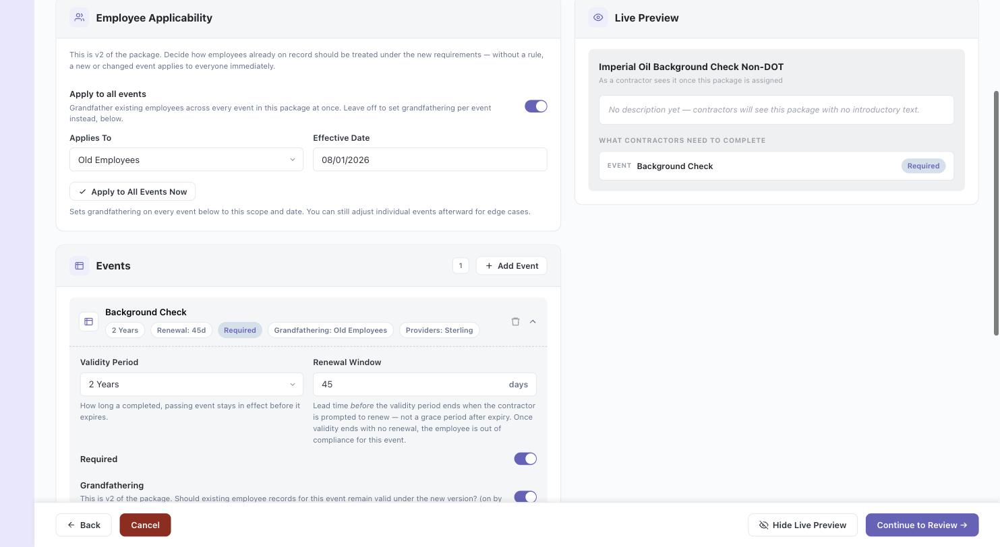 Employee Applicability
This is v2 of the package. Decide how employees already on record should be treated under the new requirements — without a rule,
a new or changed event applies to everyone immediately.
Apply to all events
Grandfather existing employees across every event in this package at once. Leave off to set grandfathering per event
instead, below.
Applies To
Effective Date
Old Employees
08/01/2026
Apply to All Events Now
Sets grandfathering on every event below to this scope and date. You can still adjust individual events afterward for edge cases.
Events
1
Add Event
Background Check
2 Years
Renewal: 45d
Required
Grandfathering: Old Employees
Providers: Sterling
Validity Period
Renewal Window
2 Years
45
days
How long a completed, passing event stays in effect before it
expires.
Lead time before the validity period ends when the contractor
is prompted to renew — not a grace period after expiry. Once
validity ends with no renewal, the employee is out of
compliance for this event.
Required
Grandfathering
This is v2 of the package. Should existing employee records for this event remain valid under the new version? (on by
Live Preview
Imperial Oil Background Check Non-DOT
As a contractor sees it once this package is assigned
No description yet — contractors will see this package with no introductory text.
WHAT CONTRACTORS NEED TO COMPLETE
EVENT Background Check
Required
← Back
Cancel
Hide Live Preview
Continue to Review →